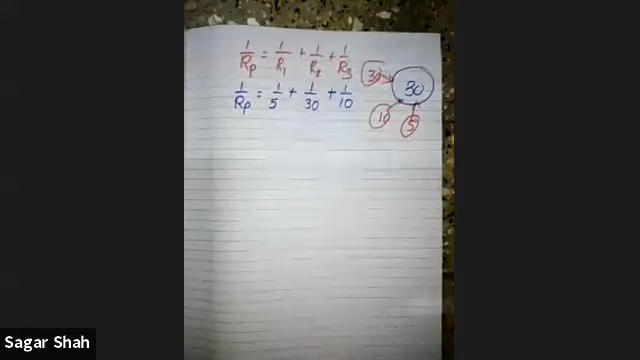 1/Rp = 1/R1 + 1/R2 + 1/R3
1/Rp = 1/5 + 1/30 + 1/10
30
30
10
5
Sagar Shah